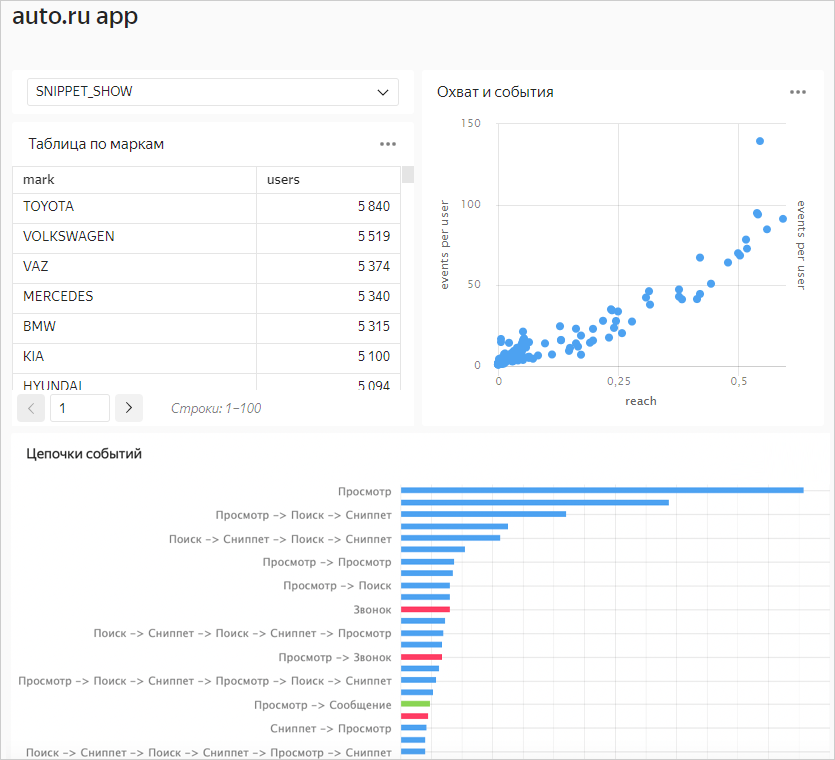 auto.ru app
SNIPPET_SHOW
Таблица по маркам
mark users
TOYOTA 5 840
VOLKSWAGEN 5 519
VAZ 5 374
MERCEDES 5 340
BMW 5 315
KIA 5 100
HYUNDAI 5 094
1
Строки: 1–100
Охват и события
150
100
50
0
events per user
events per user
0 0,25 0,5
reach
Цепочки событий
Просмотр
Просмотр -> Поиск -> Сниппет
Поиск -> Сниппет -> Поиск -> Сниппет
Просмотр -> Просмотр
Просмотр -> Поиск
Звонок
Поиск -> Сниппет -> Поиск -> Сниппет -> Просмотр
Просмотр -> Звонок
Просмотр -> Поиск -> Сниппет -> Просмотр -> Поиск -> Сниппет
Просмотр -> Сообщение
Сниппет -> Просмотр
Поиск -> Сниппет -> Поиск -> Сниппет -> Просмотр -> Сниппет